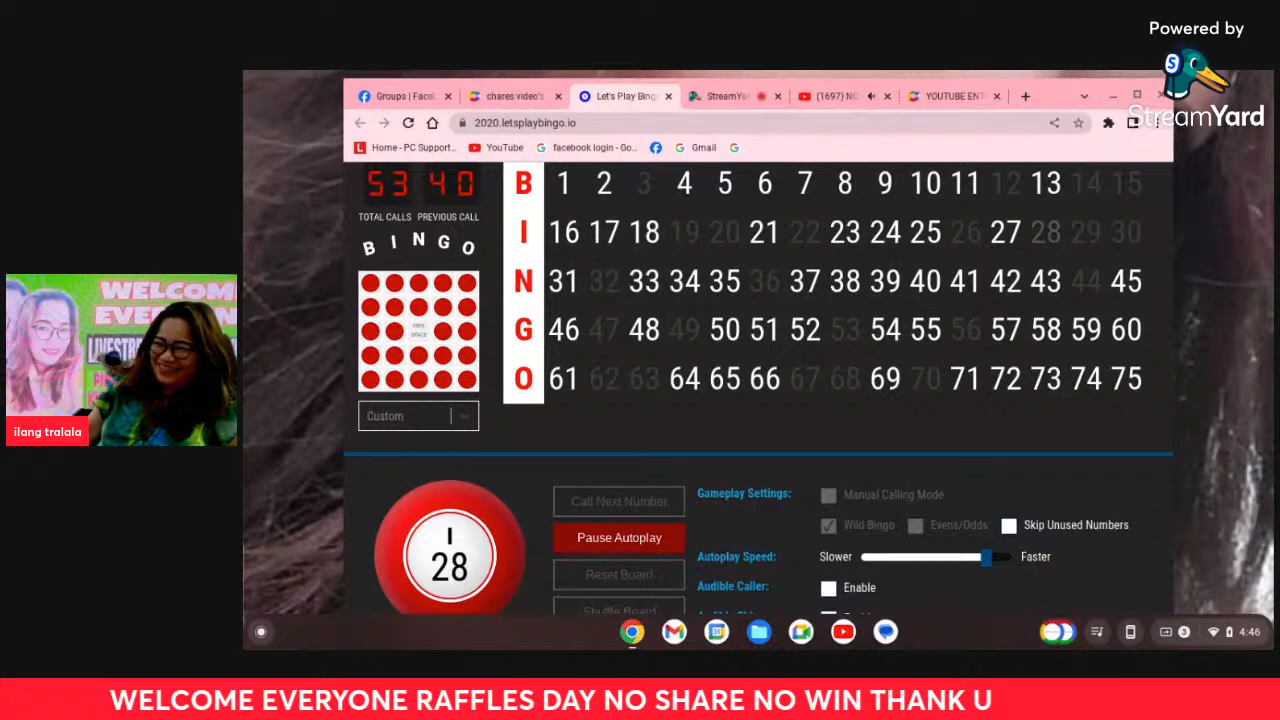 Powered by
StreamYard
Groups | Facel
chares video's
Let's Play Bing
StreamYar
(1697) NO
YOUTUBE ENT
2020.letsplaybingo.io
Home - PC Support...
YouTube
facebook login - Go...
Gmail
53 40
TOTAL CALLS PREVIOUS CALL
B I N G O
FREE SPACE
Custom
B 1 2 3 4 5 6 7 8 9 10 11 12 13 14 15
I 16 17 18 19 20 21 22 23 24 25 26 27 28 29 30
N 31 32 33 34 35 36 37 38 39 40 41 42 43 44 45
G 46 47 48 49 50 51 52 53 54 55 56 57 58 59 60
O 61 62 63 64 65 66 67 68 69 70 71 72 73 74 75
WELCOM
LIVESTR
ilang tralala
I
28
Call Next Number
Pause Autoplay
Reset Board
Shuffle Board
Gameplay Settings:
Manual Calling Mode
Wild Bingo
Evens/Odds
Skip Unused Numbers
Autoplay Speed:
Slower
Faster
Audible Caller:
Enable
3
4:46
WELCOME EVERYONE RAFFLES DAY NO SHARE NO WIN THANK U